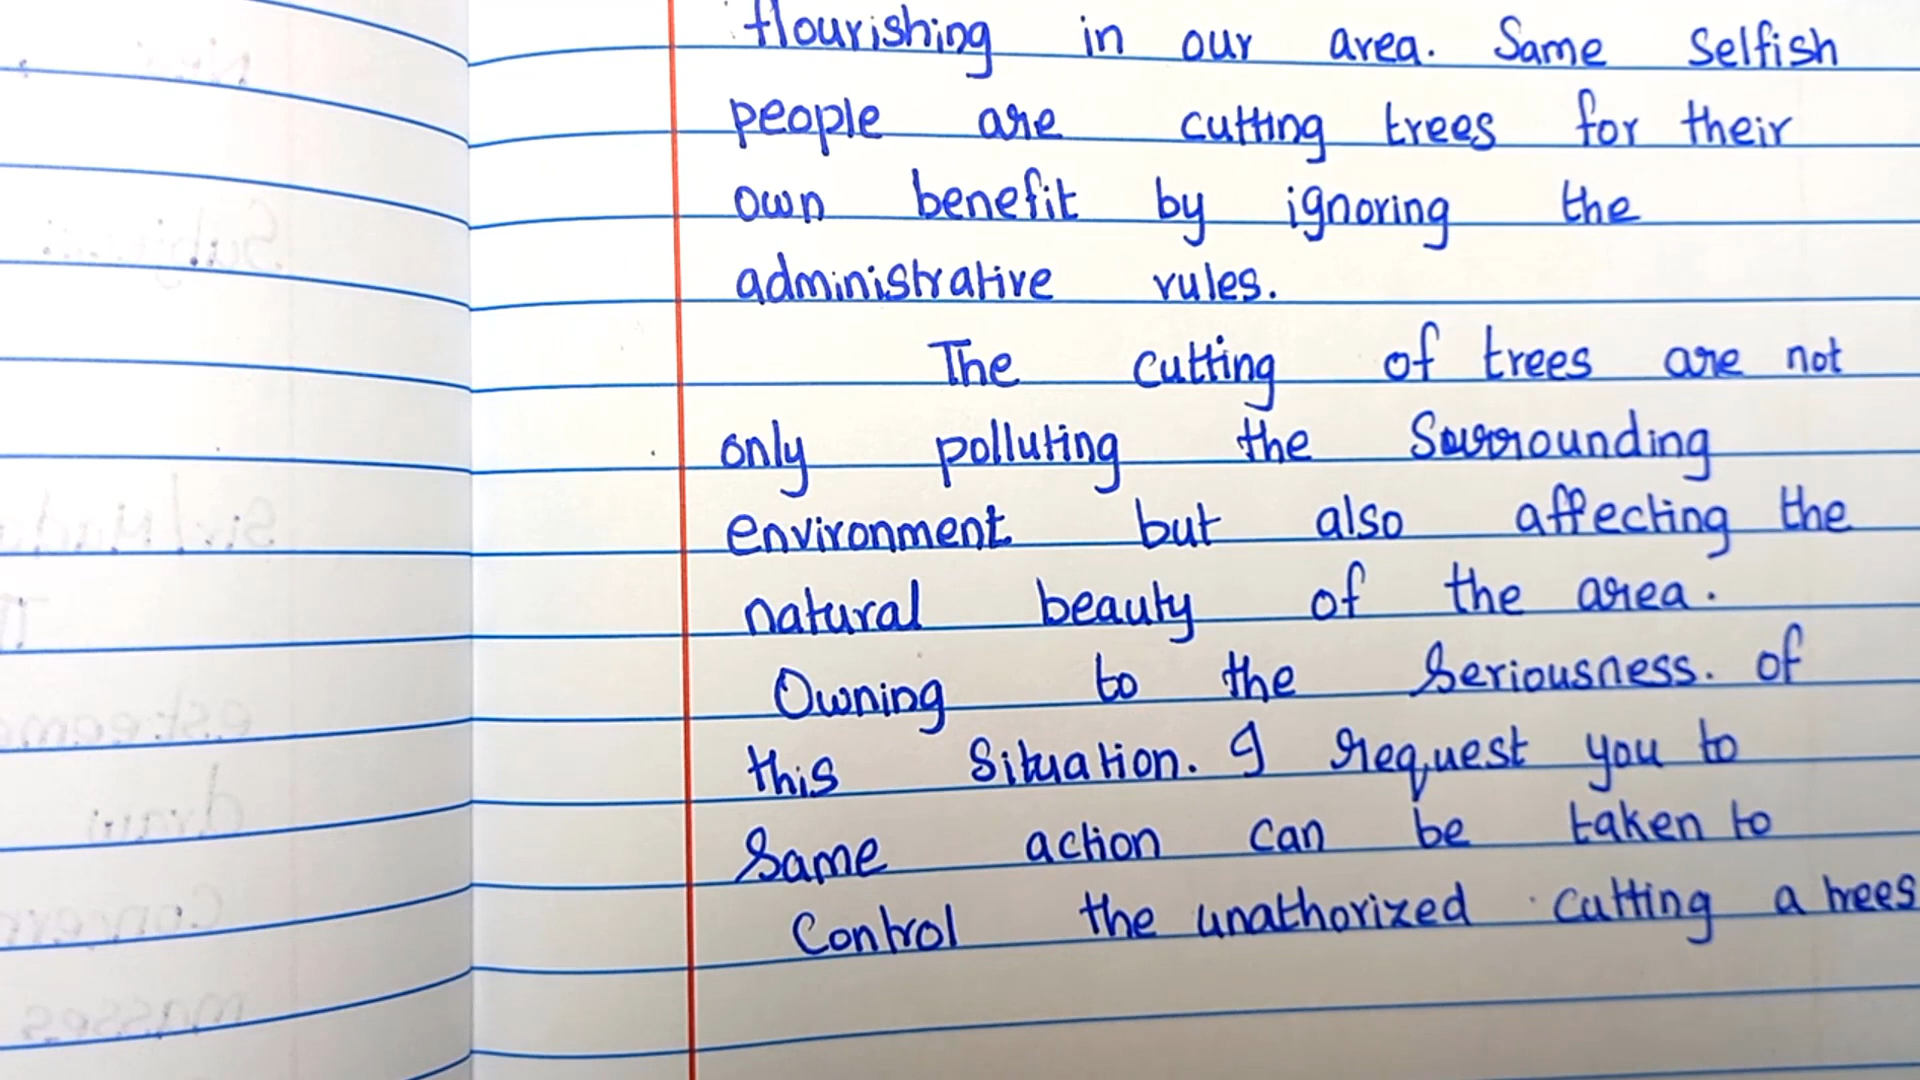 flourishing in our area. Same Selfish
people are cutting trees for their
own benefit by ignoring the
administrative rules.
The cutting of trees are not
only polluting the Surrounding
environment but also affecting the
natural beauty of the area.
Owning to the Seriousness. of
this Situation. I request you to
Same action can be taken to
Control the unathorized cutting a trees